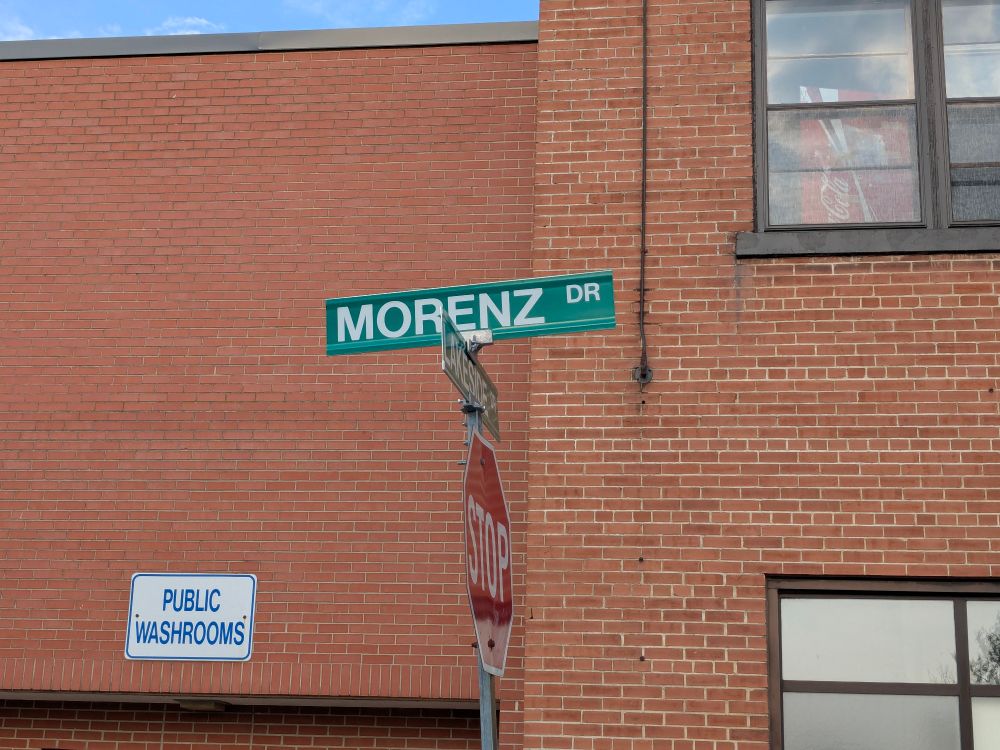 MORENZ DR
STOP
PUBLIC
WASHROOMS